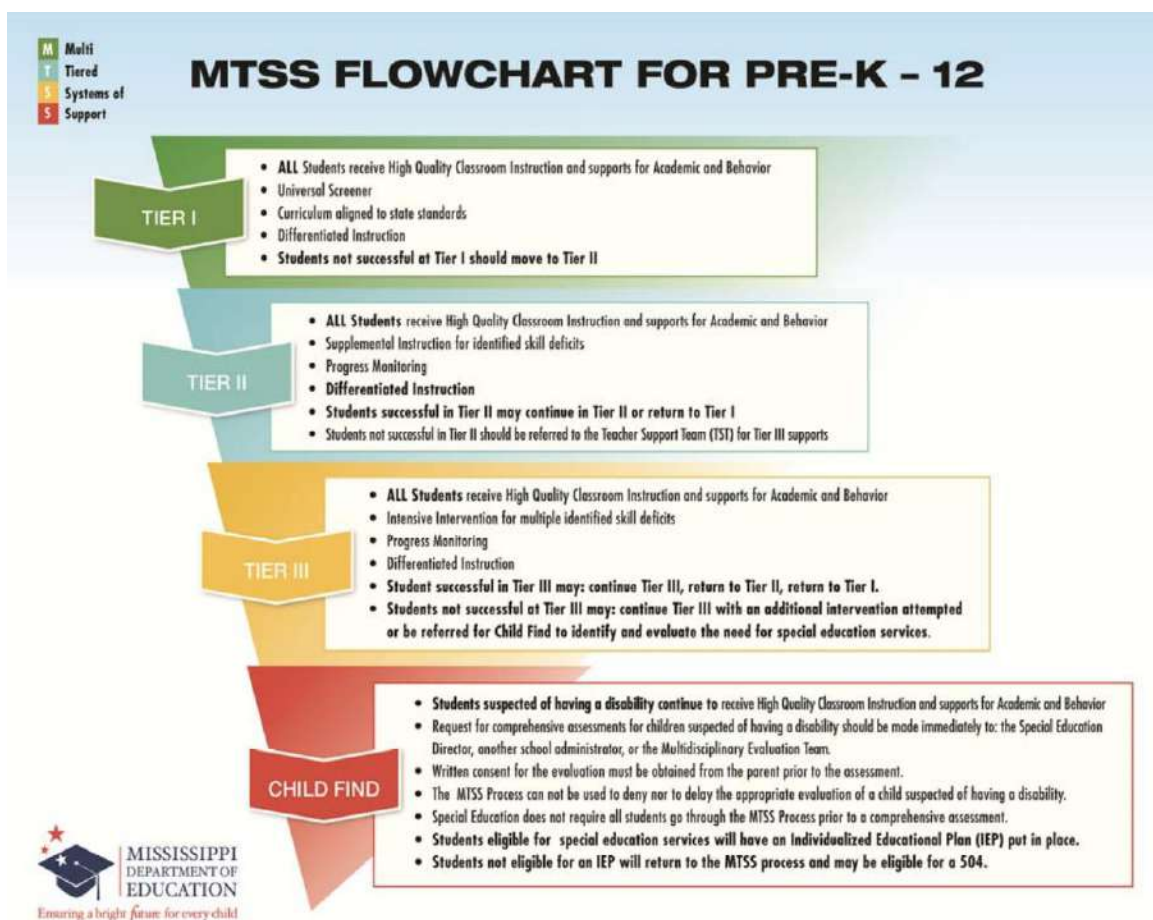 M Multi
T Tiered
S Systems of
S Support
MTSS FLOWCHART FOR PRE-K – 12
TIER I
• ALL Students receive High Quality Classroom Instruction and supports for Academic and Behavior
• Universal Screener
• Curriculum aligned to state standards
• Differentiated Instruction
• Students not successful at Tier I should move to Tier II
TIER II
• ALL Students receive High Quality Classroom Instruction and supports for Academic and Behavior
• Supplemental Instruction for identified skill deficits
• Progress Monitoring
• Differentiated Instruction
• Students successful in Tier II may continue in Tier II or return to Tier I
• Students not successful in Tier II should be referred to the Teacher Support Team (TST) for Tier III supports
TIER III
• ALL Students receive High Quality Classroom Instruction and supports for Academic and Behavior
• Intensive Intervention for multiple identified skill deficits
• Progress Monitoring
• Differentiated Instruction
• Student successful in Tier III may: continue Tier III, return to Tier II, return to Tier I.
• Students not successful at Tier III may: continue Tier III with an additional intervention attempted
or be referred for Child Find to identify and evaluate the need for special education services.
CHILD FIND
• Students suspected of having a disability continue to receive High Quality Classroom Instruction and supports for Academic and Behavior
• Request for comprehensive assessments for children suspected of having a disability should be made immediately to: the Special Education
Director, another school administrator, or the Multidisciplinary Evaluation Team.
• Written consent for the evaluation must be obtained from the parent prior to the assessment.
• The MTSS Process can not be used to deny nor to delay the appropriate evaluation of a child suspected of having a disability.
• Special Education does not require all students go through the MTSS Process prior to a comprehensive assessment.
• Students eligible for special education services will have an Individualized Educational Plan (IEP) put in place.
• Students not eligible for an IEP will return to the MTSS process and may be eligible for a 504.
MISSISSIPPI
DEPARTMENT OF
EDUCATION
Ensuring a bright future for every child